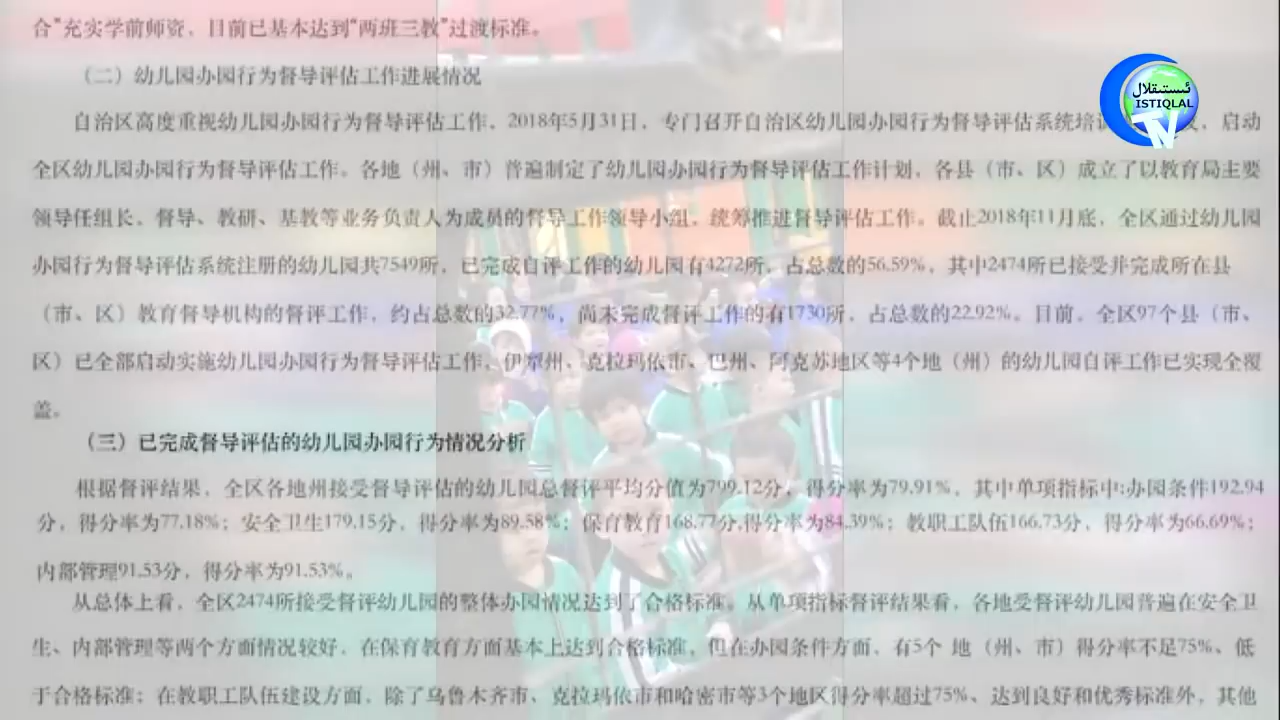 合”充实学前师资，目前已基本达到“两班三教”过渡标准。
（二）幼儿园办园行为督导评估工作进展情况
ئىستىقلال
ISTIQLAL
TV
自治区高度重视幼儿园办园行为督导评估工作，2018年5月31日，专门召开自治区幼儿园办园行为督导评估系统培训 ，启动
全区幼儿园办园行为督导评估工作。各地（州、市）普遍制定了幼儿园办园行为督导评估工作计划，各县（市、区）成立了以教育局主要
领导任组长，督导、教研、基教等业务负责人为成员的督导工作领导小组，统筹推进督导评估工作。截止2018年11月底，全区通过幼儿园
办园行为督导评估系统注册的幼儿园共7549所，已完成自评工作的幼儿园有4272所，占总数的56.59%，其中2474所已接受并完成所在县
（市、区）教育督导机构的督评工作，约占总数的32.77%，尚未完成督评工作的有1730所，占总数的22.92%。目前，全区97个县（市、
区）已全部启动实施幼儿园办园行为督导评估工作，伊犁州、克拉玛依市、巴州、阿克苏地区等4个地（州）的幼儿园自评工作已实现全覆
盖。
（三）已完成督导评估的幼儿园办园行为情况分析
根据督评结果，全区各地州接受督导评估的幼儿园总督评平均分值为799.12分，得分率为79.91%，其中单项指标中:办园条件192.94
分，得分率为77.18%；安全卫生179.15分，得分率为89.58%；保育教育168.77分,得分率为84.39%；教职工队伍166.73分，得分率为66.69%；
内部管理91.53分，得分率为91.53%。
从总体上看，全区2474所接受督评幼儿园的整体办园情况达到了合格标准。从单项指标督评结果看，各地受督评幼儿园普遍在安全卫
生、内部管理等两个方面情况较好，在保育教育方面基本上达到合格标准，但在办园条件方面，有5个 地（州、市）得分率不足75%、低
于合格标准；在教职工队伍建设方面，除了乌鲁木齐市、克拉玛依市和哈密市等3个地区得分率超过75%、达到良好和优秀标准外，其他